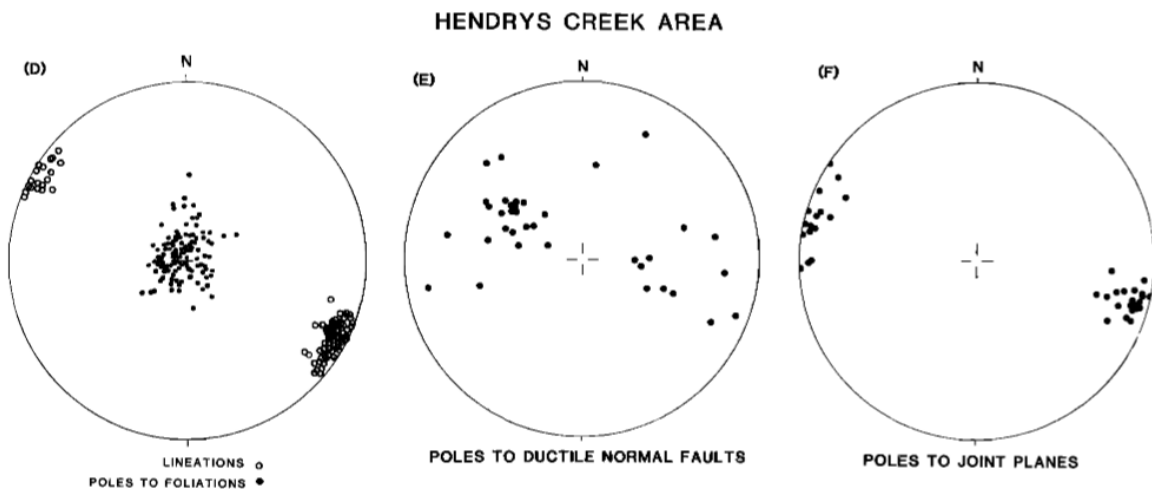 HENDRYS CREEK AREA
(D)
N
(E)
N
(F)
N
LINEATIONS
POLES TO FOLIATIONS
POLES TO DUCTILE NORMAL FAULTS
POLES TO JOINT PLANES